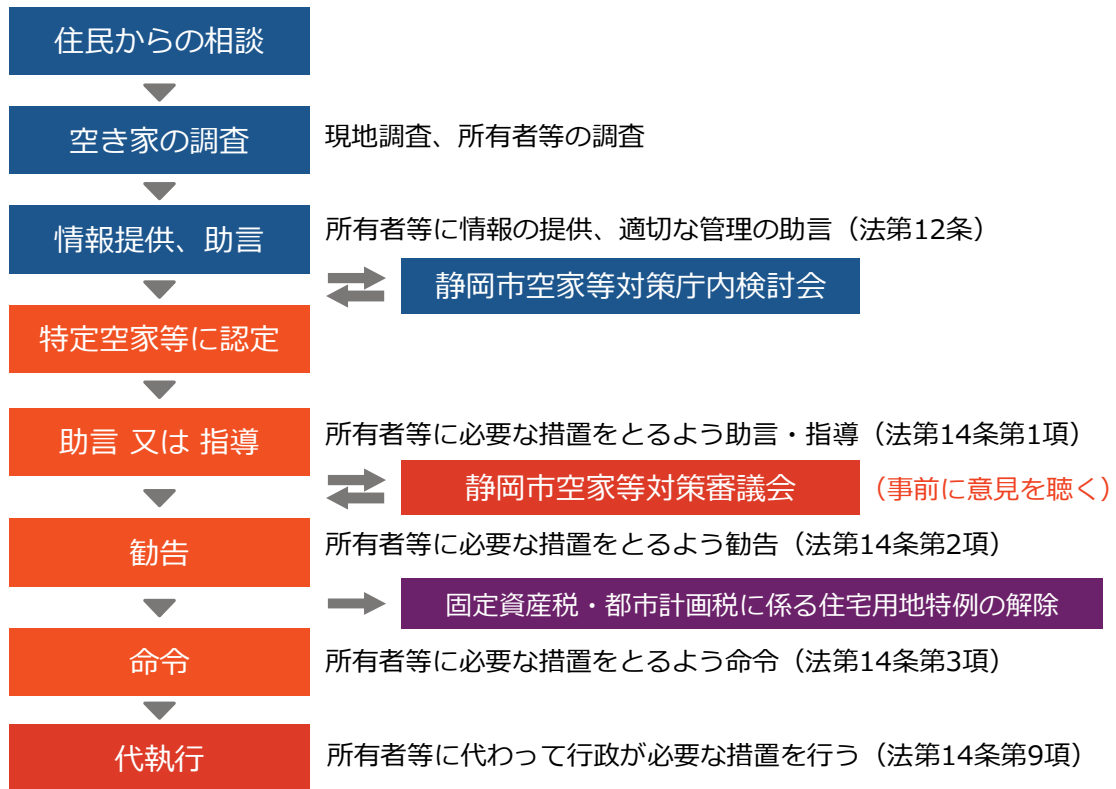 住民からの相談
空き家の調査
現地調査、所有者等の調査
情報提供、助言
所有者等に情報の提供、適切な管理の助言（法第12条）
静岡市空家等対策庁内検討会
特定空家等に認定
助言 又は 指導
所有者等に必要な措置をとるよう助言・指導（法第14条第1項）
静岡市空家等対策審議会
（事前に意見を聴く）
勧告
所有者等に必要な措置をとるよう勧告（法第14条第2項）
固定資産税・都市計画税に係る住宅用地特例の解除
命令
所有者等に必要な措置をとるよう命令（法第14条第3項）
代執行
所有者等に代わって行政が必要な措置を行う（法第14条第9項）